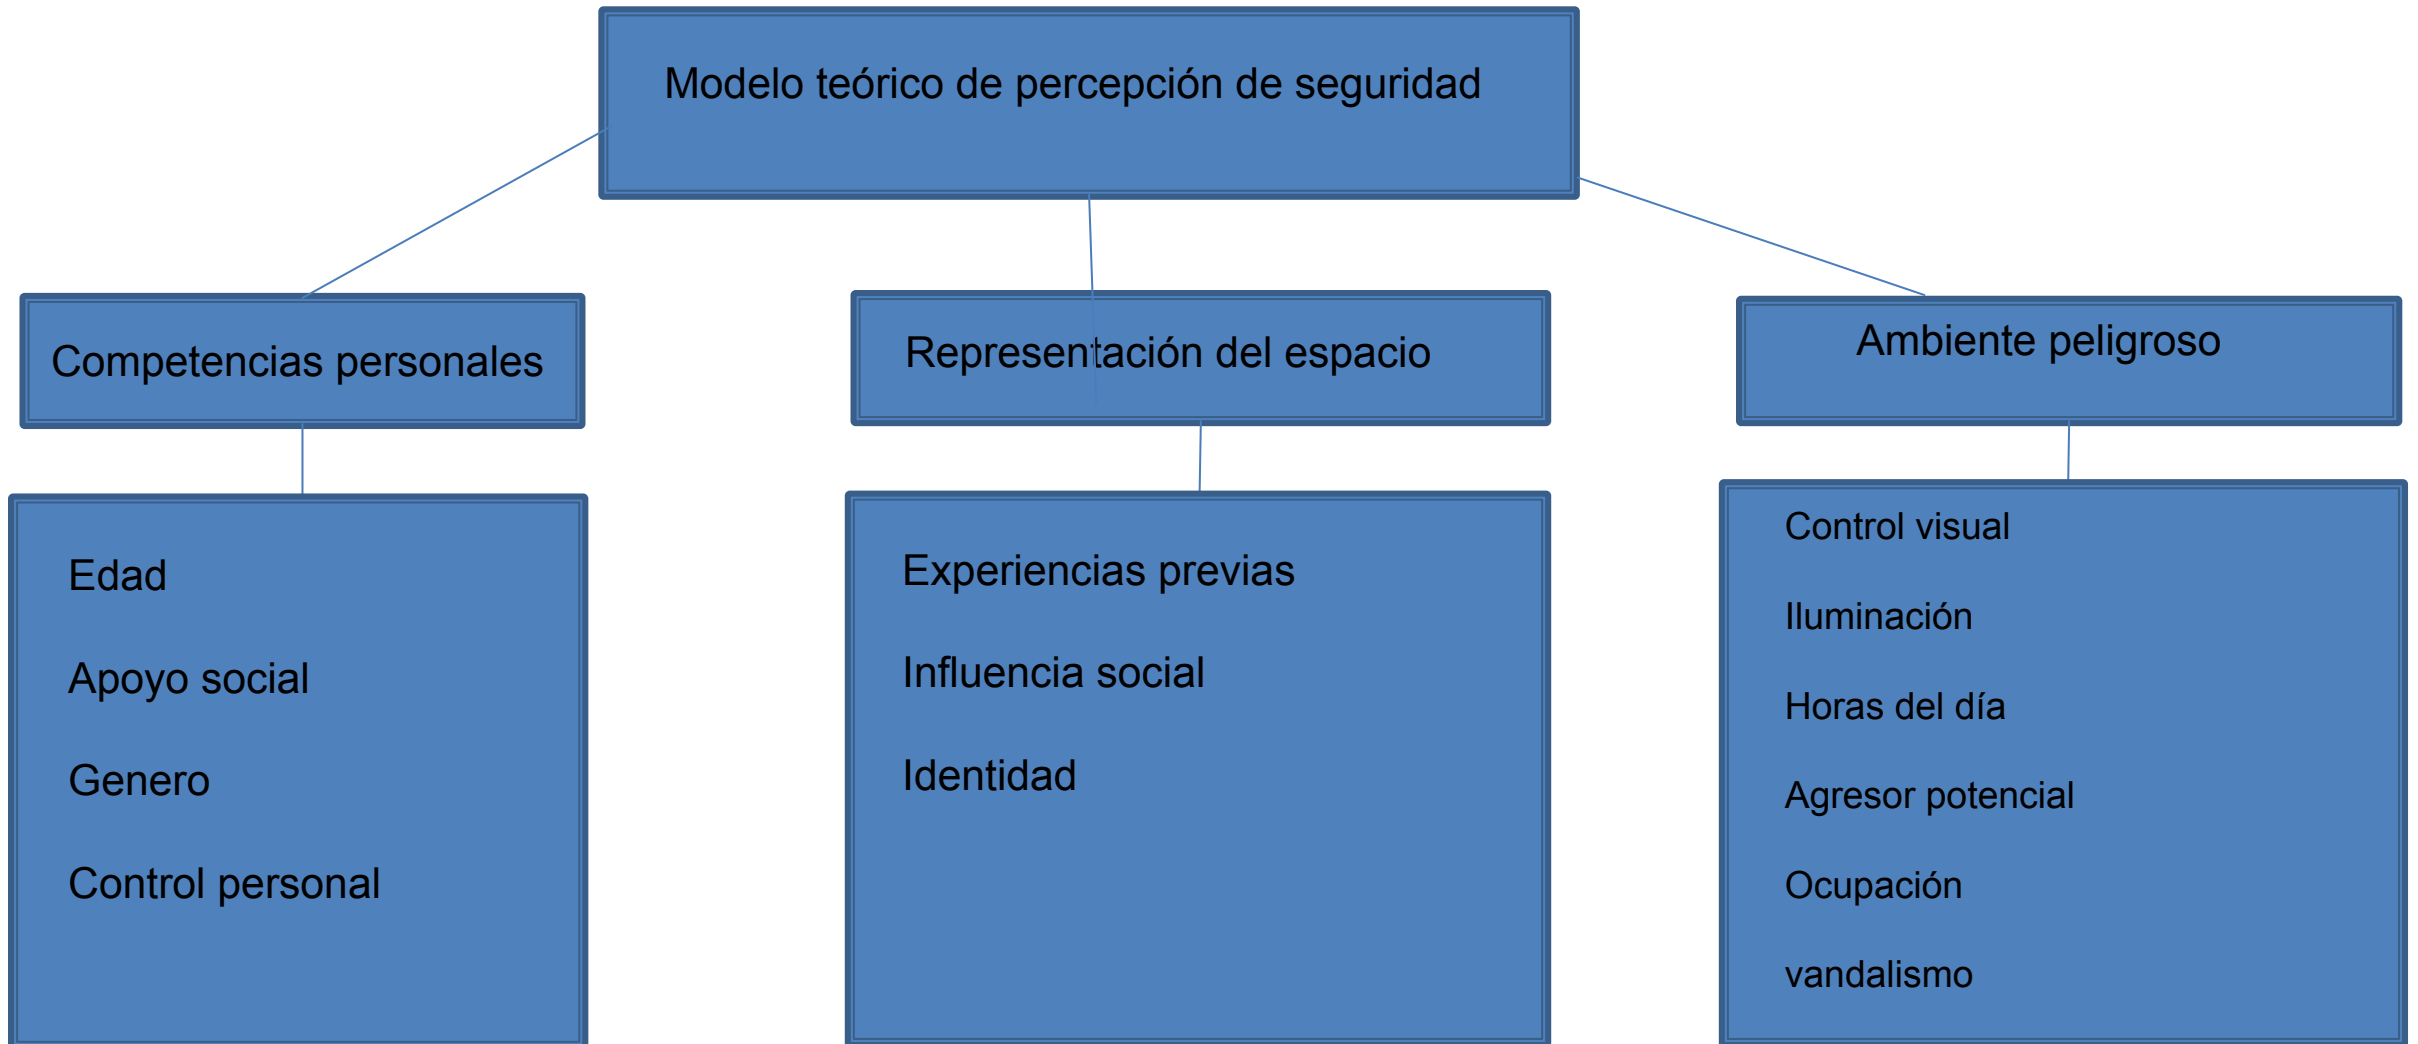 Modelo teórico de percepción de seguridad
Competencias personales
Representación del espacio
Ambiente peligroso
Edad
Apoyo social
Genero
Control personal
Experiencias previas
Influencia social
Identidad
Control visual
Iluminación
Horas del día
Agresor potencial
Ocupación
vandalismo